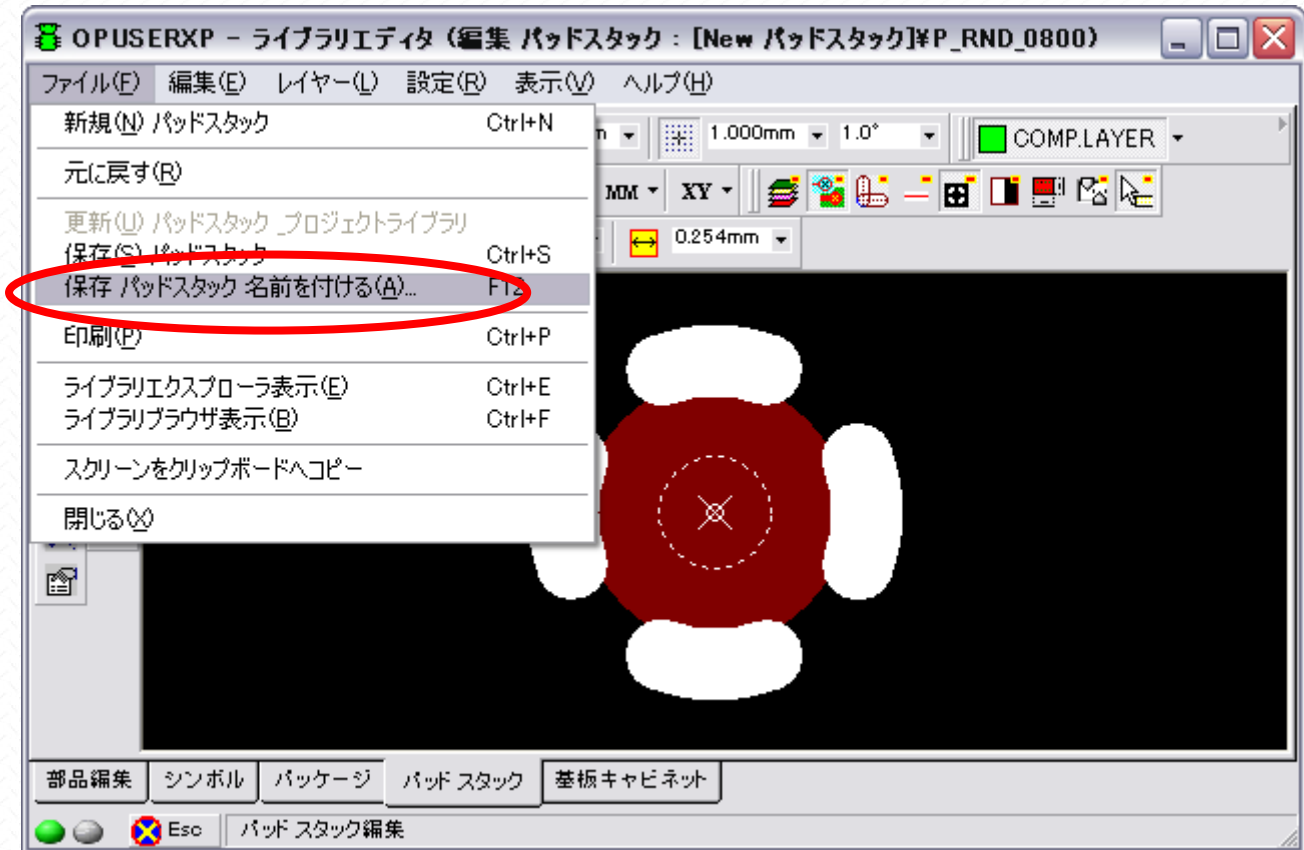 OPUSERXP - ライブラリエディタ (編集 パッドスタック : [New パッドスタック]¥P_RND_0800)
ファイル(F) 編集(E) レイヤー(L) 設定(R) 表示(V) ヘルプ(H)
新規(N) パッドスタック Ctrl+N
1.000mm 1.0° COMP.LAYER
元に戻す(R)
MM XY
更新(U) パッドスタック _プロジェクトライブラリ
0.254mm
保存(S) パッドスタック Ctrl+S
保存 パッドスタック 名前を付ける(A)... F12
印刷(P) Ctrl+P
ライブラリエクスプローラ表示(E) Ctrl+E
ライブラリブラウザ表示(B) Ctrl+F
スクリーンをクリップボードへコピー
閉じる(X)
部品編集 シンボル パッケージ パッド スタック 基板キャビネット
Esc パッド スタック編集